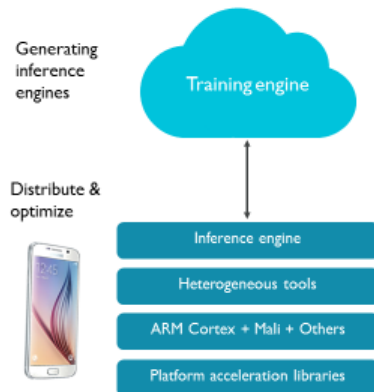 Generating
inference
engines
Training engine
Distribute &
optimize
Inference engine
Heterogeneous tools
ARM Cortex + Mali + Others
Platform acceleration libraries